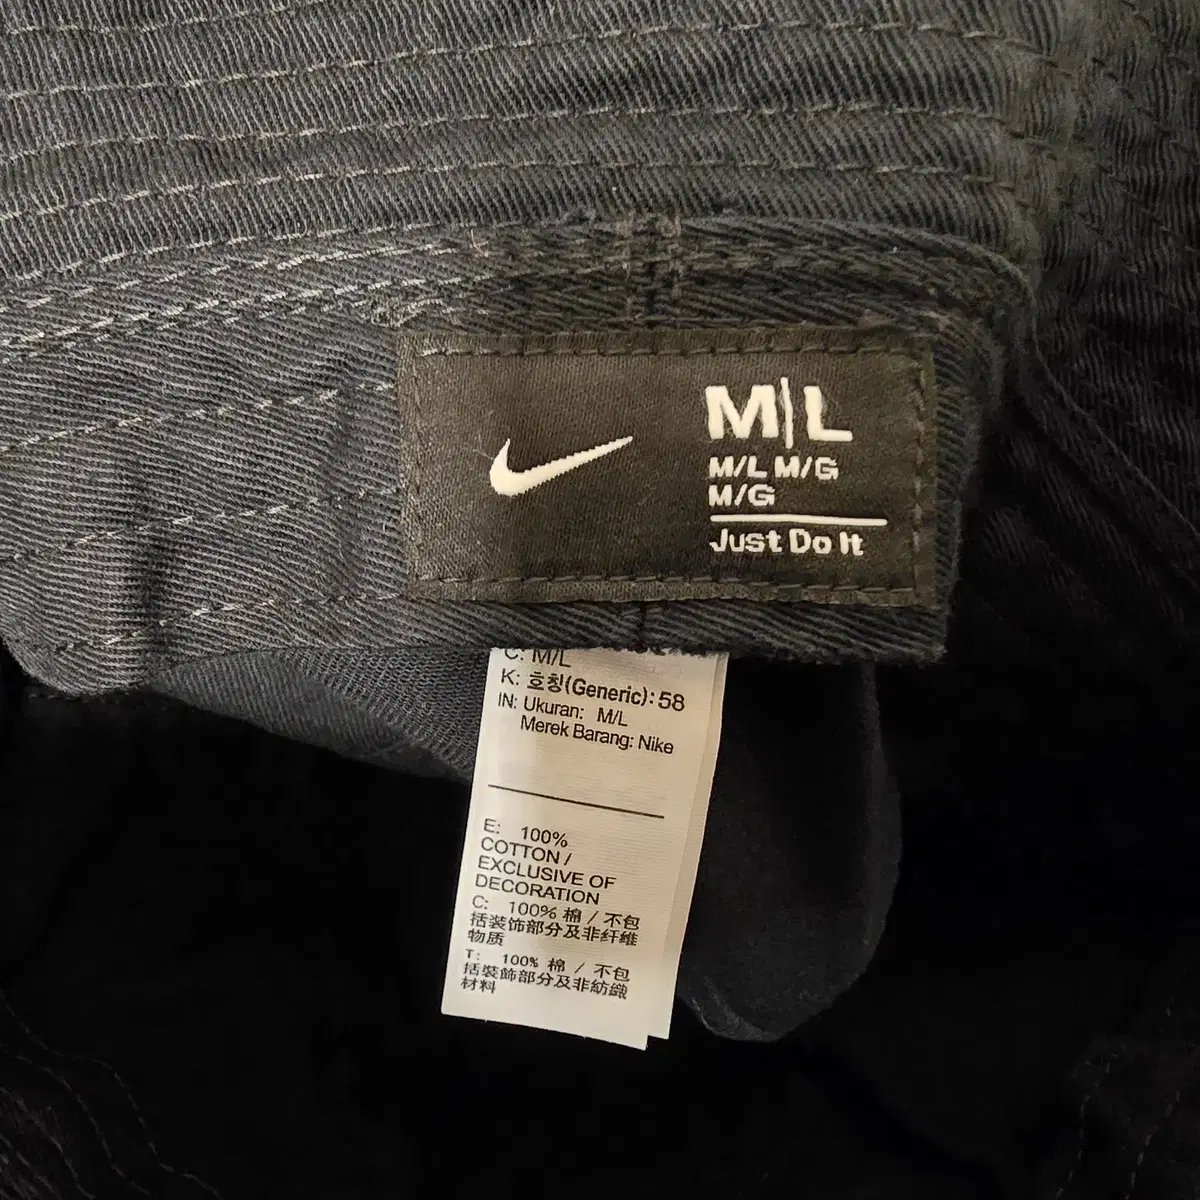 M|L
M/L M/G
M/G
Just Do It
C: M/L
K: 호칭(Generic): 58
IN: Ukuran: M/L
Merek Barang: Nike
E: 100%
COTTON /
EXCLUSIVE OF
DECORATION
C: 100% 棉 / 不包
括装饰部分及非纤维
物质
T: 100% 棉 / 不包
括裝飾部分及非紡織
材料